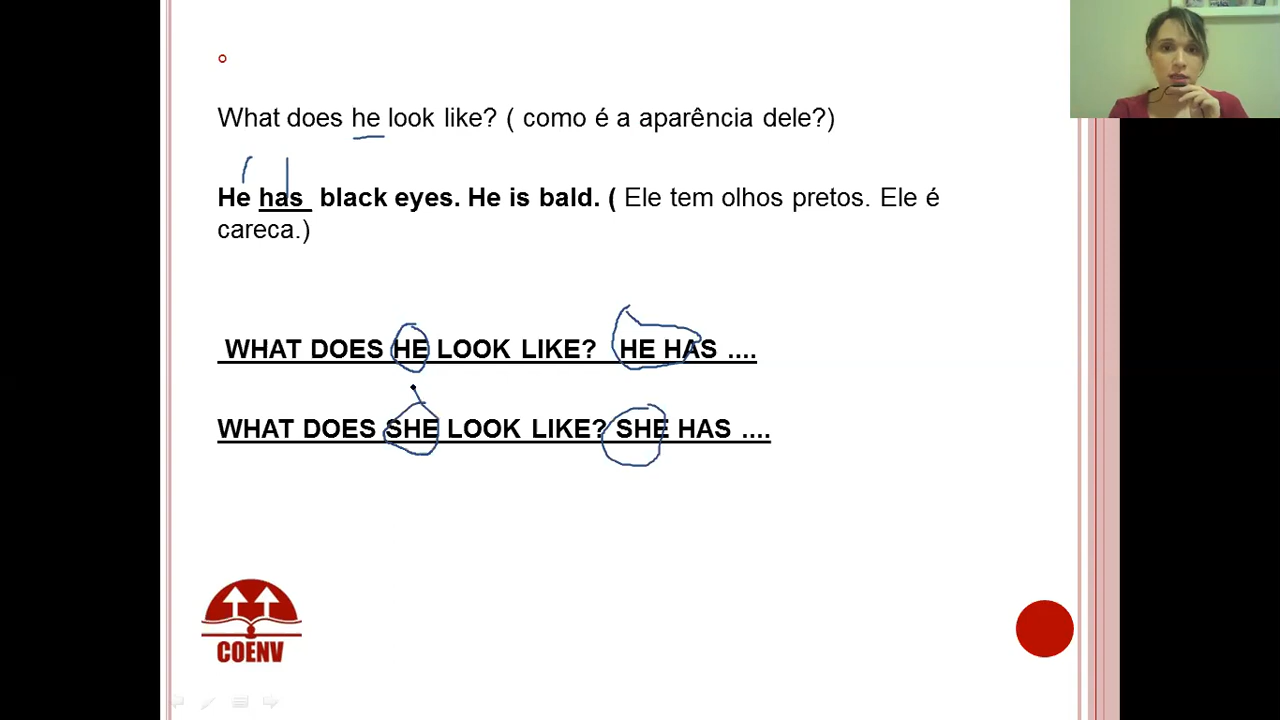 What does he look like? ( como é a aparência dele?)
He has black eyes. He is bald. ( Ele tem olhos pretos. Ele é
careca.)
WHAT DOES HE LOOK LIKE? HE HAS ....
WHAT DOES SHE LOOK LIKE? SHE HAS ....
COENV